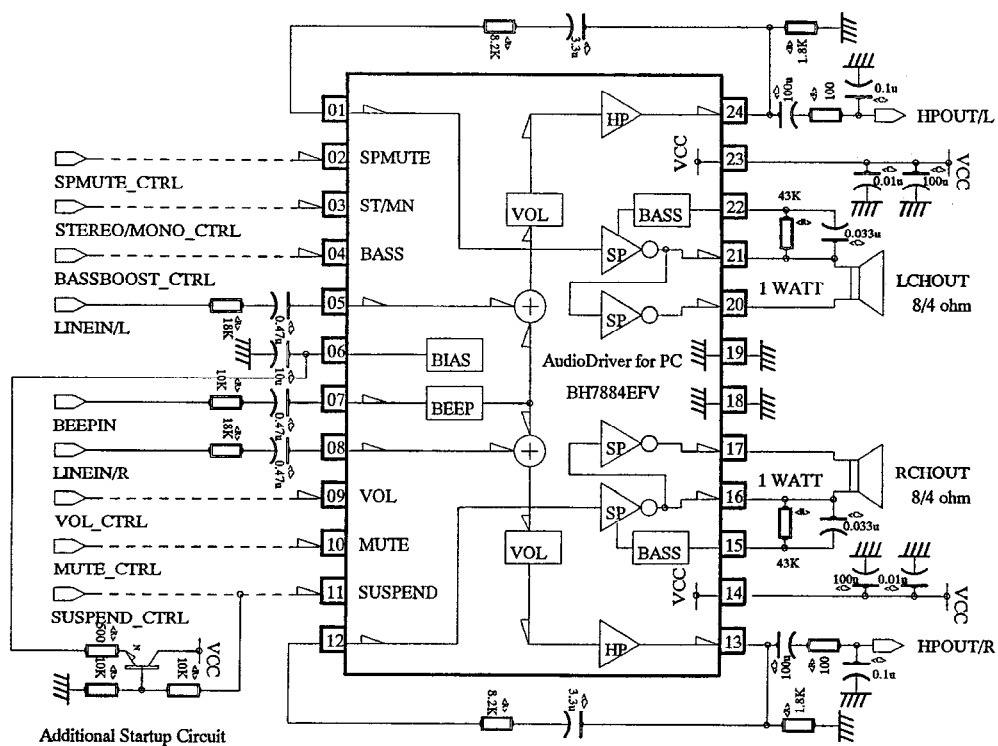 8.2K
3.3u
1.8K
100u
100
0.1u
HPOUT/L
01
HP
24
02
SPMUTE
SPMUTE_CTRL
VCC
23
VCC
0.01u
100u
03
ST/MN
STEREO/MONO_CTRL
VOL
BASS
22
43K
0.033u
04
BASS
BASSBOOST_CTRL
SP
21
1 WATT
LCHOUT
8/4 ohm
05
LINEIN/L
18K
0.47u
+
SP
20
06
10u
BIAS
AudioDriver for PC
BH7884EFV
19
07
BEEPIN
10K
0.47u
BEEP
18
08
LINEIN/R
18K
0.47u
+
SP
17
1 WATT
RCHOUT
8/4 ohm
09
VOL
VOL_CTRL
SP
16
0.033u
10
MUTE
MUTE_CTRL
VOL
BASS
15
43K
11
SUSPEND
SUSPEND_CTRL
VCC
14
100u
0.01u
VCC
500
10K
10K
VCC
12
HP
13
100u
100
0.1u
HPOUT/R
8.2K
3.3u
1.8K
Additional Startup Circuit